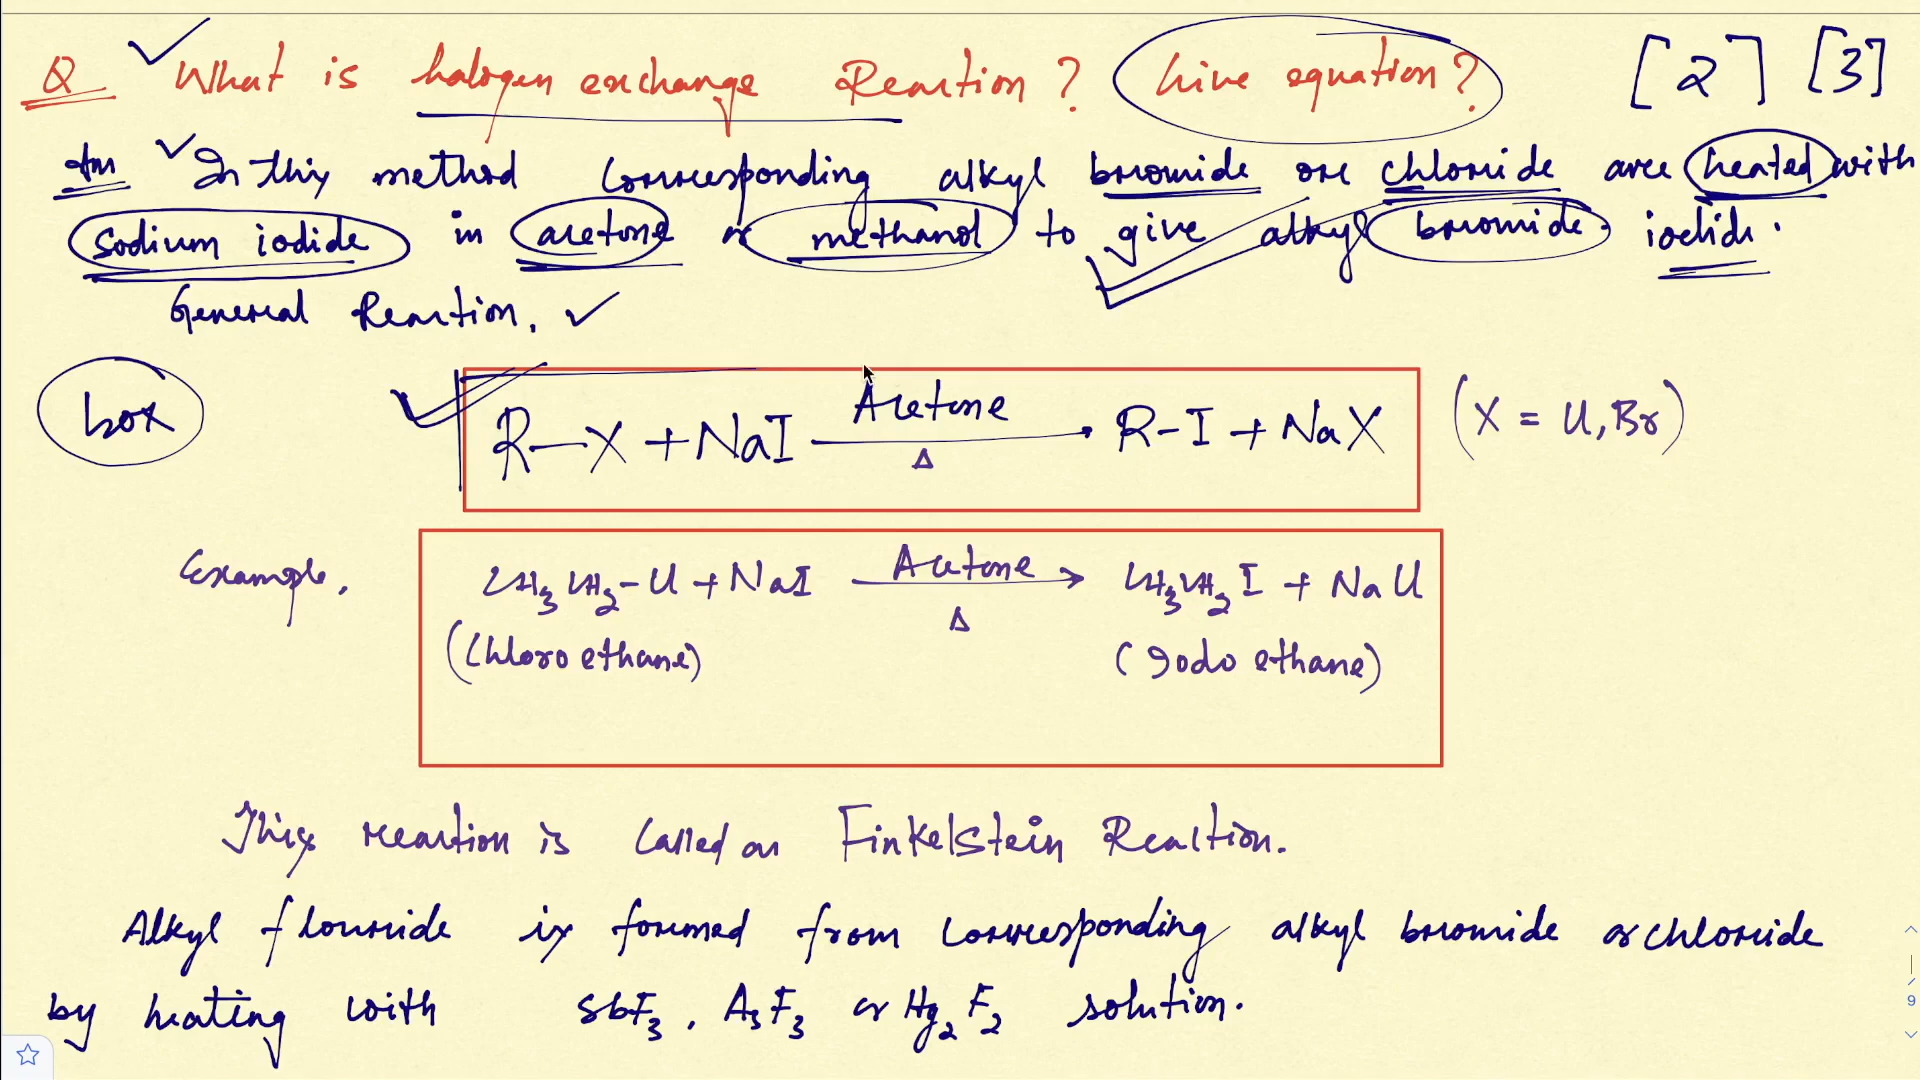 Q What is halogen exchange Reaction? Give equation? [2] [3]
Ans In this method corresponding alkyl bromide or chloride are heated with
sodium iodide in acetone or methanol to give alkyl bromide. iodide.
General Reaction.
box
R-X + NaI Acetone Δ R-I + NaX (X = Cl, Br)
Example. CH3CH2-Cl + NaI Acetone Δ CH3CH2I + NaCl
(Chloro ethane) (Iodo ethane)
This reaction is called as Finkelstein Reaction.
Alkyl flouride is formed from corresponding alkyl bromide or chloride
by heating with SbF3, AsF3 or Hg2F2 solution.
9